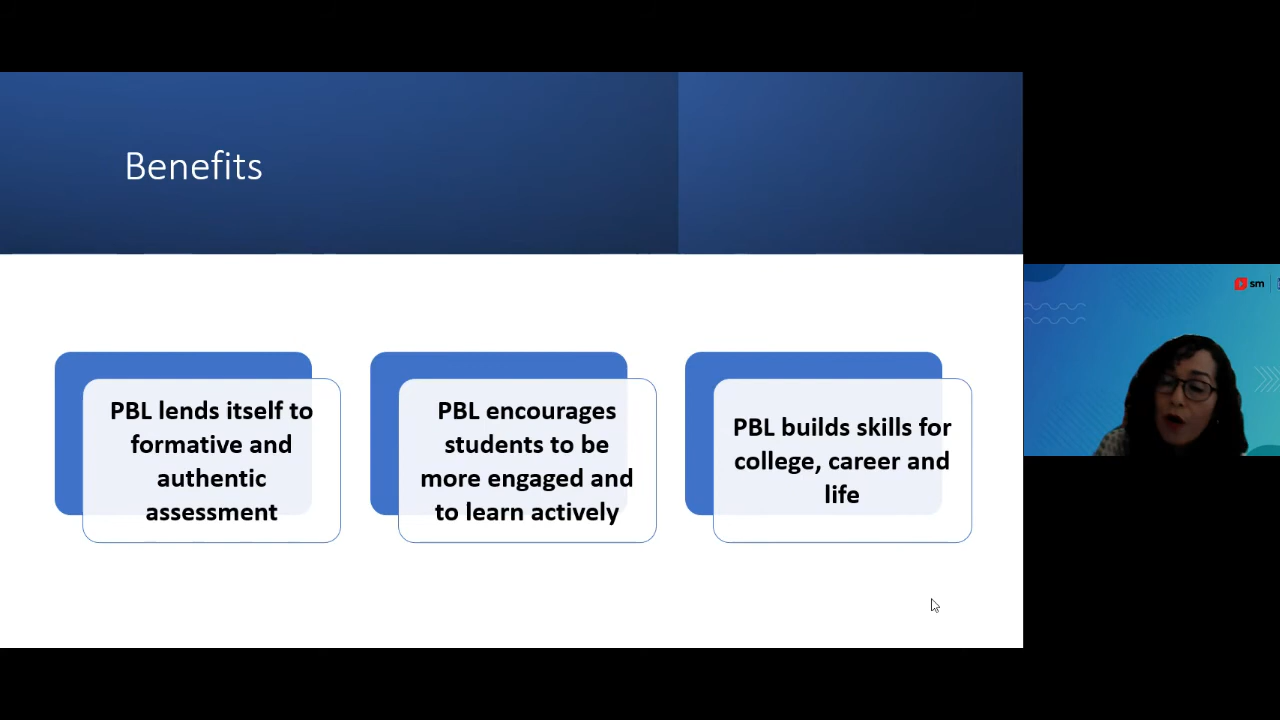 Benefits
PBL lends itself to
formative and
authentic
assessment
PBL encourages
students to be
more engaged and
to learn actively
PBL builds skills for
college, career and
life
sm